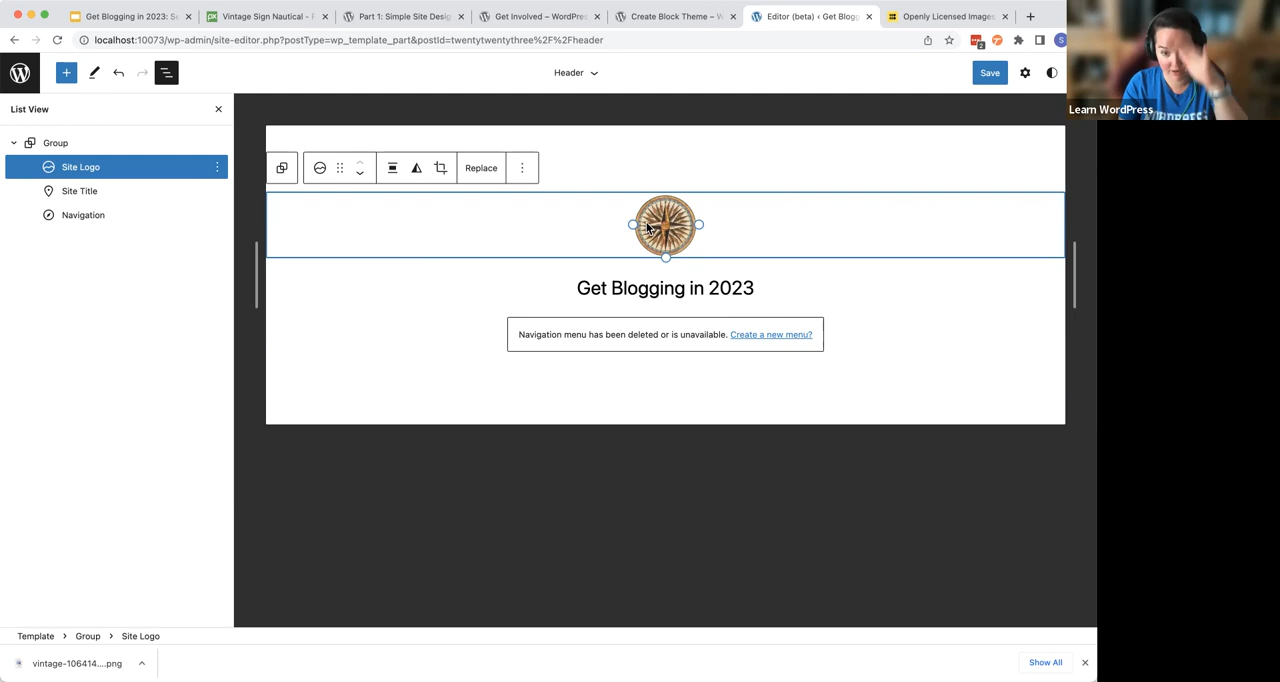 Get Blogging in 2023: Se
Vintage Sign Nautical - F
Part 1: Simple Site Desig
Get Involved – WordPres
Create Block Theme – W
Editor (beta) ‹ Get Blogg
Openly Licensed Images
localhost:10073/wp-admin/site-editor.php?postType=wp_template_part&postId=twentytwentythree%2F%2Fheader
2
S
Header
Save
Learn WordPress
List View
Group
Site Logo
Site Title
Navigation
Replace
Get Blogging in 2023
Navigation menu has been deleted or is unavailable. Create a new menu?
Template > Group > Site Logo
vintage-106414....png
Show All